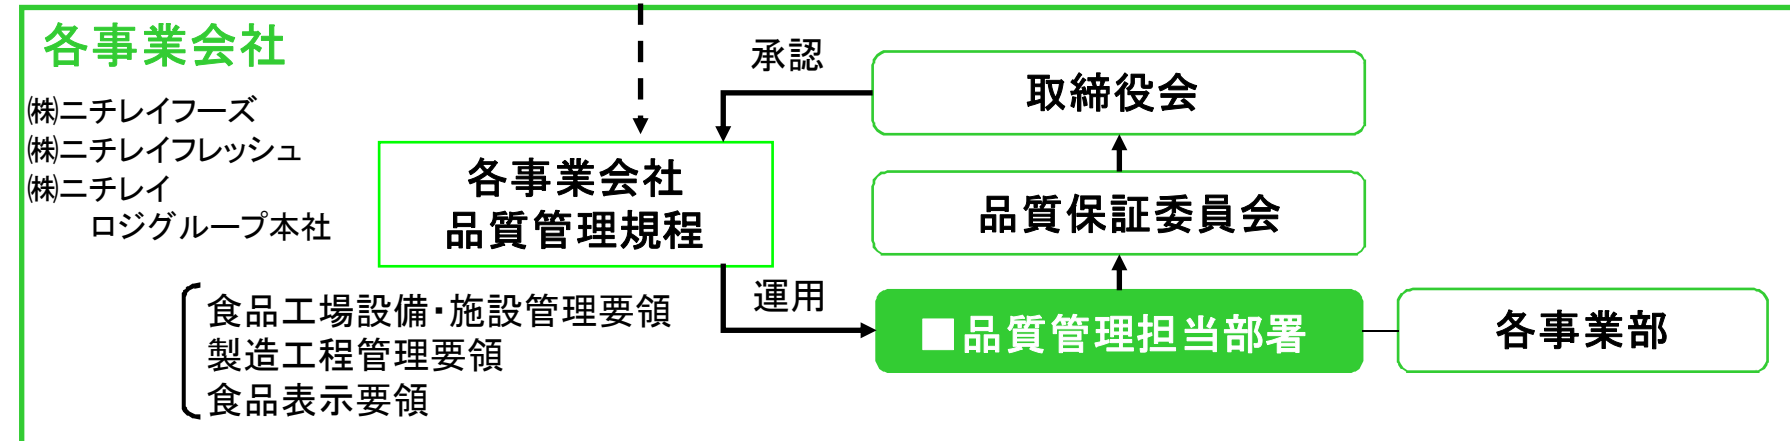 各事業会社
㈱ニチレイフーズ
㈱ニチレイフレッシュ
㈱ニチレイ
ロジグループ本社
承認
取締役会
各事業会社
品質管理規程
品質保証委員会
運用
■品質管理担当部署
各事業部
食品工場設備・施設管理要領
製造工程管理要領
食品表示要領